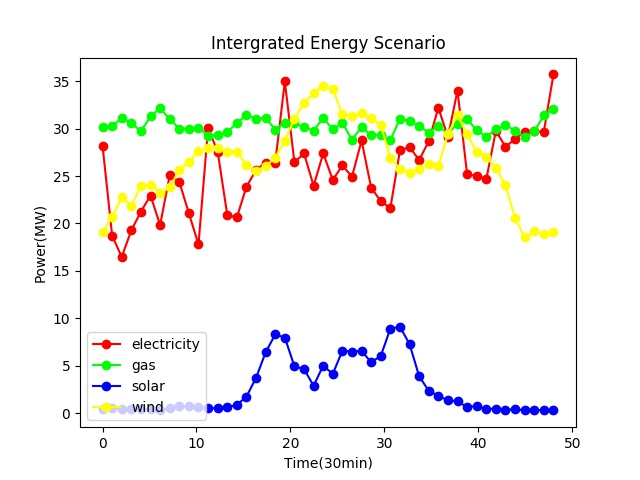 Intergrated Energy Scenario
Power(MW)
35
30
25
20
15
10
5
0
electricity
gas
solar
wind
0 10 20 30 40 50
Time(30min)